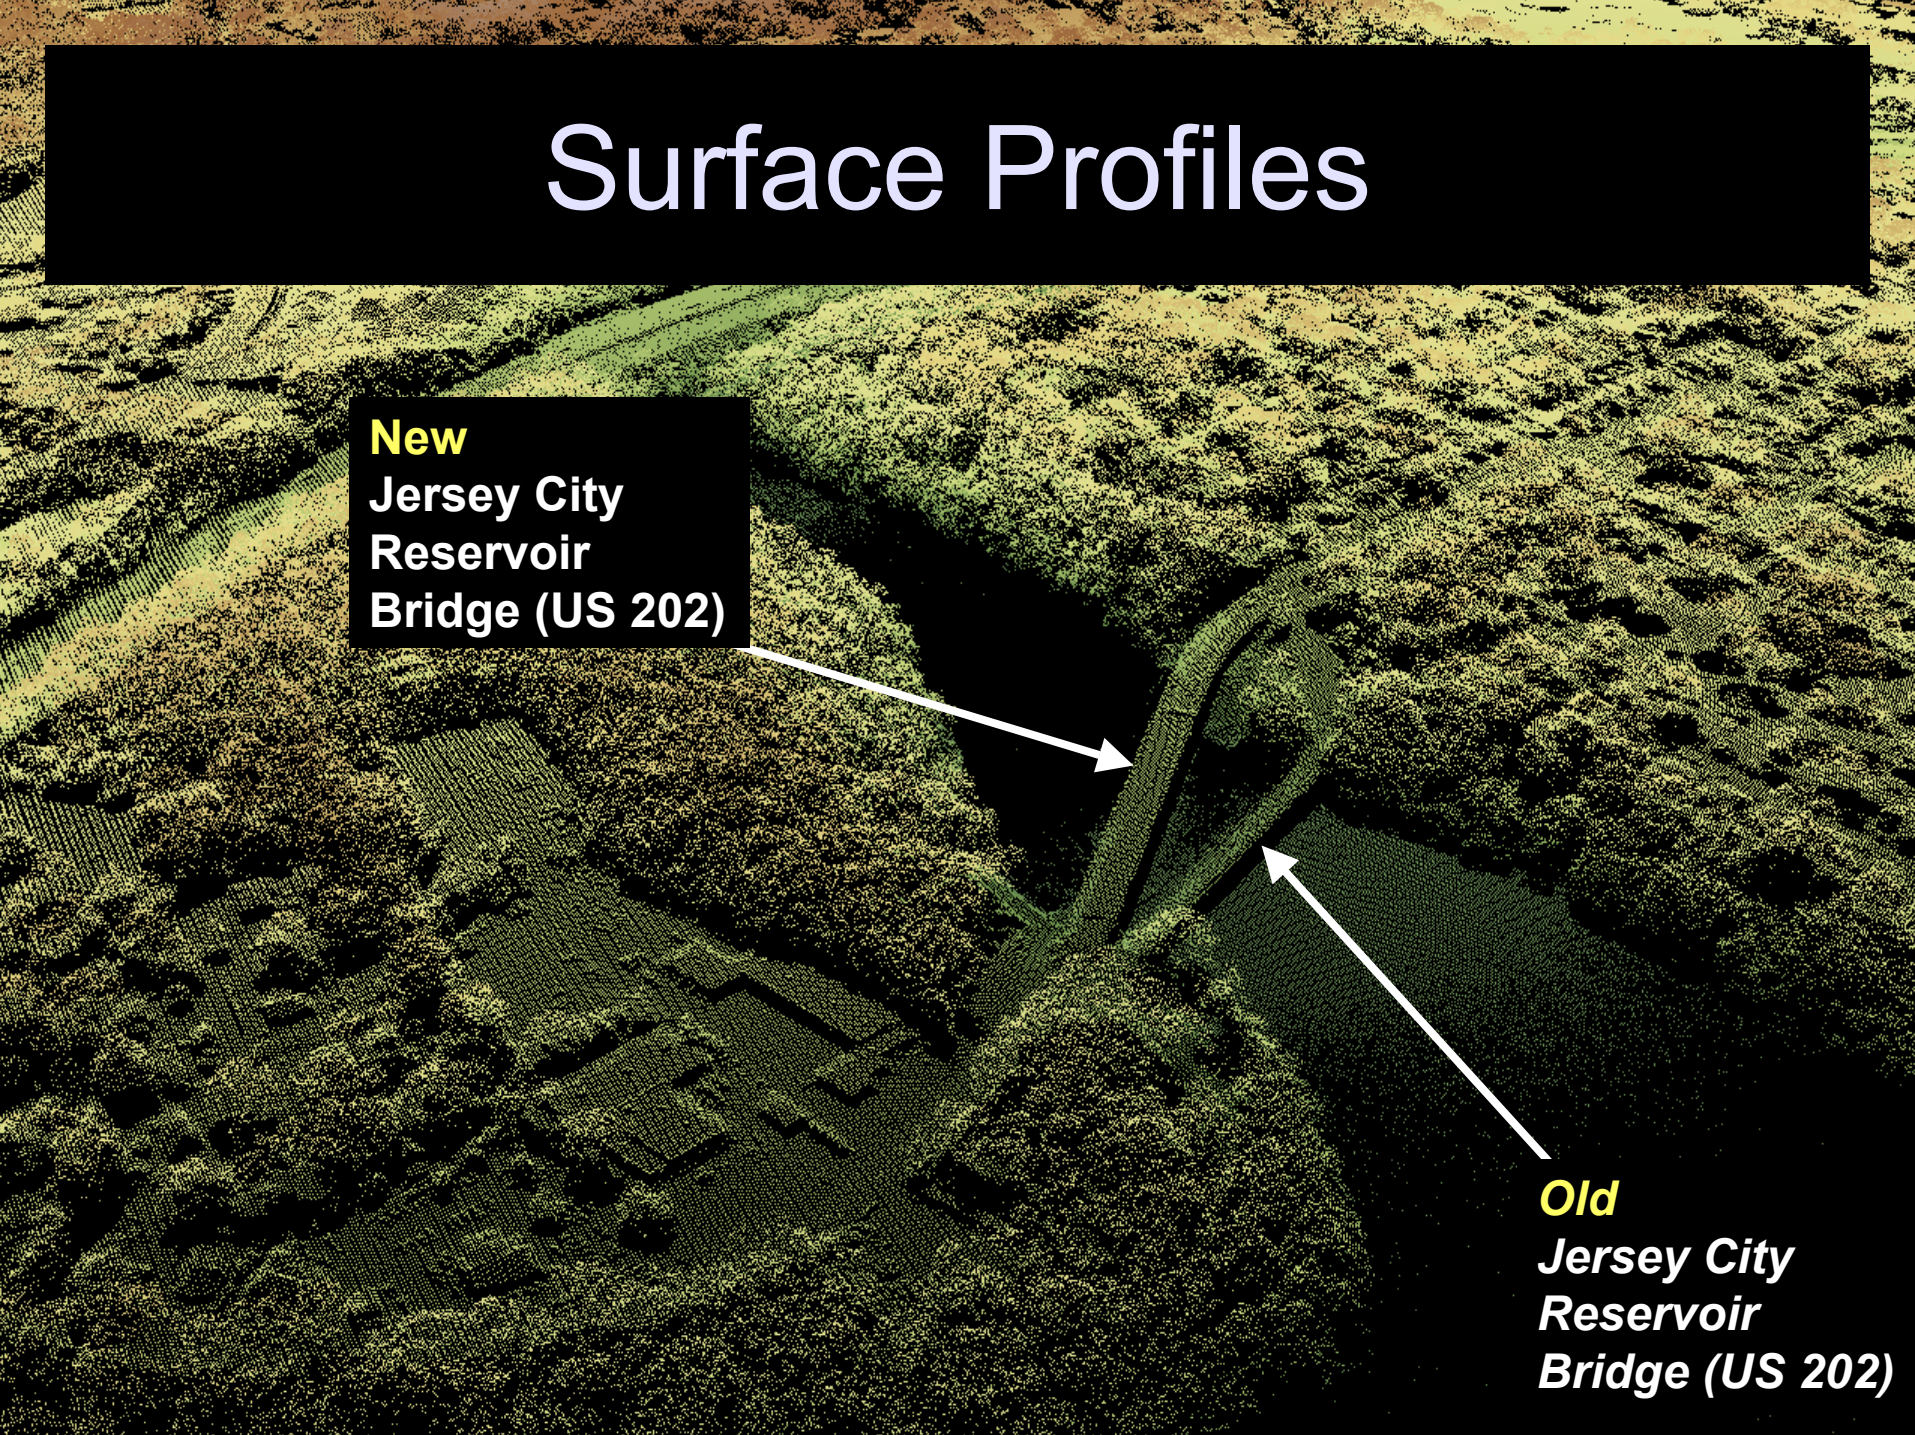 Surface Profiles
New
Jersey City
Reservoir
Bridge (US 202)
Old
Jersey City
Reservoir
Bridge (US 202)